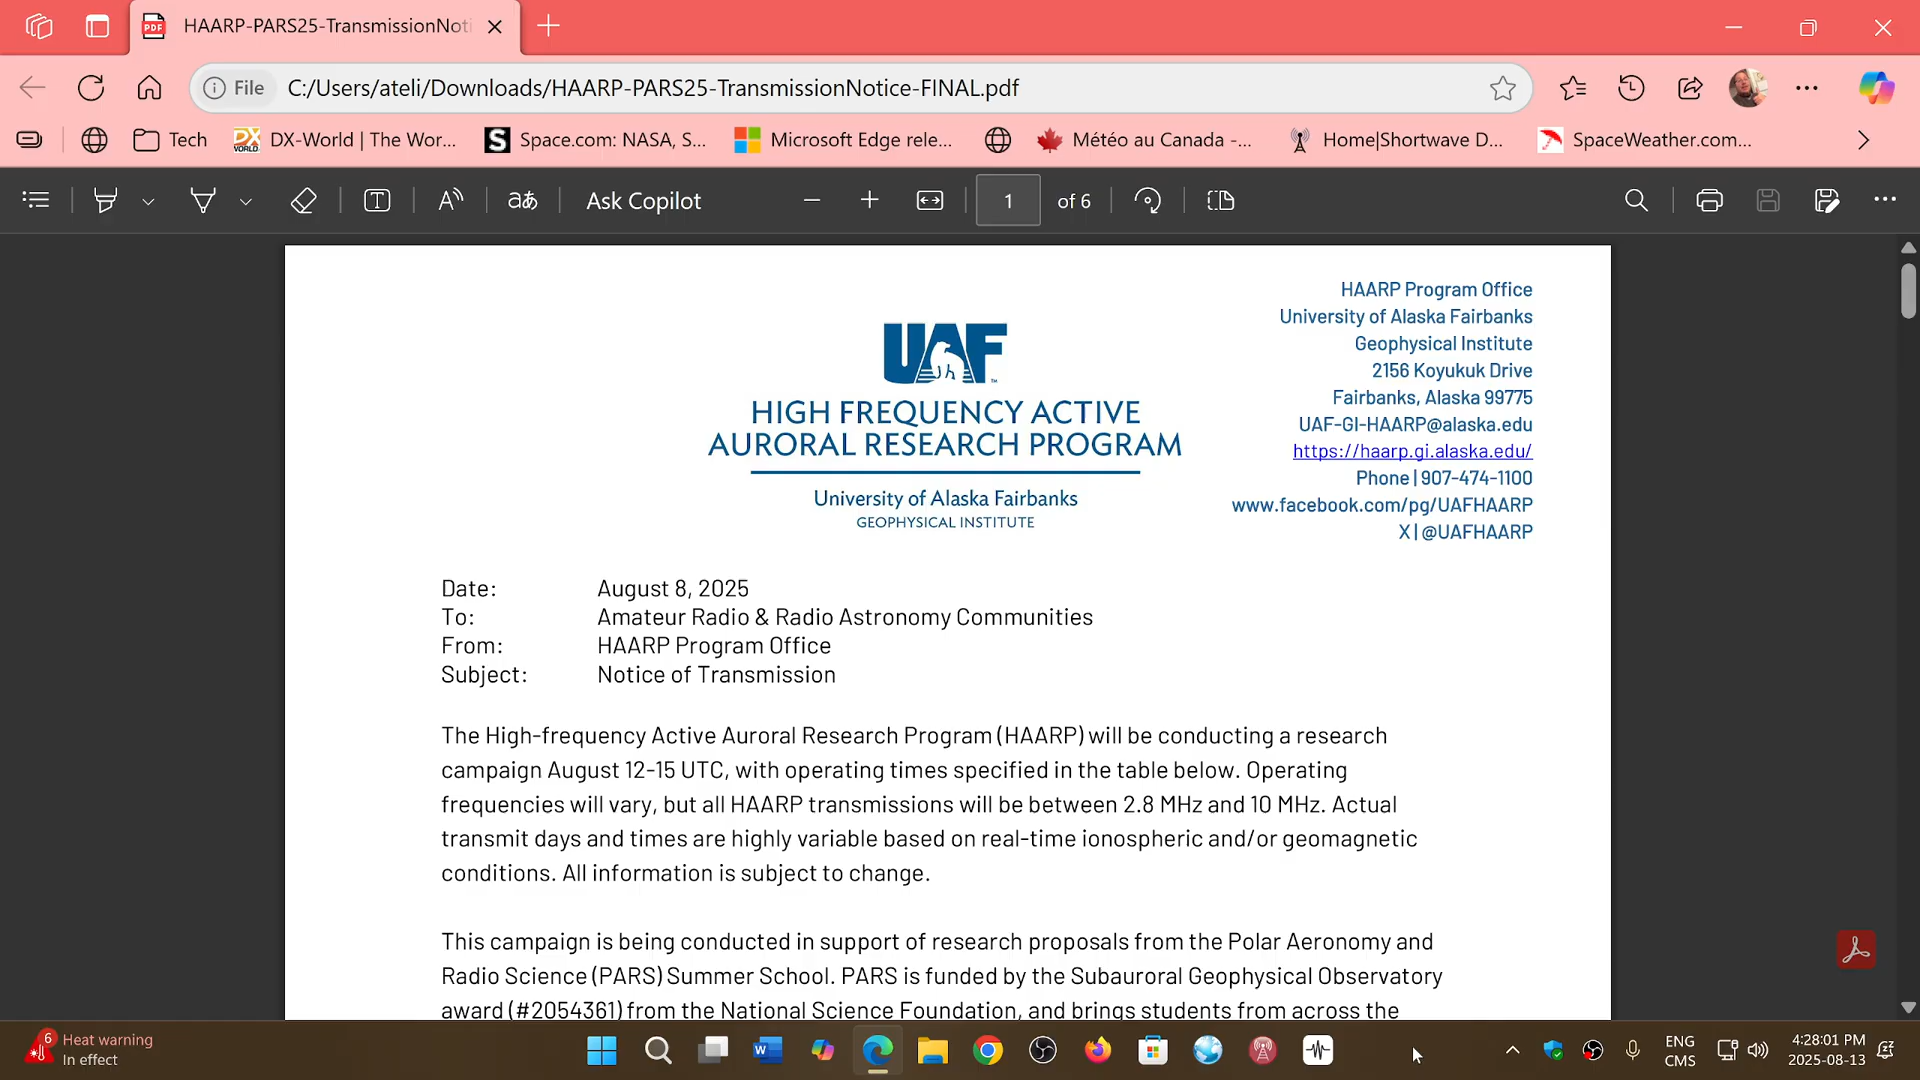 HAARP-PARS25-TransmissionNoti
File
C:/Users/ateli/Downloads/HAARP-PARS25-TransmissionNotice-FINAL.pdf
Tech
DX-World | The Wor...
Space.com: NASA, S...
Microsoft Edge rele...
Météo au Canada -...
Home|Shortwave D...
SpaceWeather.com...
Ask Copilot
1
of 6
HAARP Program Office
University of Alaska Fairbanks
Geophysical Institute
2156 Koyukuk Drive
Fairbanks, Alaska 99775
UAF-GI-HAARP@alaska.edu
https://haarp.gi.alaska.edu/
Phone | 907-474-1100
www.facebook.com/pg/UAFHAARP
X | @UAFHAARP
UAF
HIGH FREQUENCY ACTIVE
AURORAL RESEARCH PROGRAM
University of Alaska Fairbanks
GEOPHYSICAL INSTITUTE
Date: August 8, 2025
To: Amateur Radio & Radio Astronomy Communities
From: HAARP Program Office
Subject: Notice of Transmission
The High-frequency Active Auroral Research Program (HAARP) will be conducting a research
campaign August 12-15 UTC, with operating times specified in the table below. Operating
frequencies will vary, but all HAARP transmissions will be between 2.8 MHz and 10 MHz. Actual
transmit days and times are highly variable based on real-time ionospheric and/or geomagnetic
conditions. All information is subject to change.
This campaign is being conducted in support of research proposals from the Polar Aeronomy and
Radio Science (PARS) Summer School. PARS is funded by the Subauroral Geophysical Observatory
award (#2054361) from the National Science Foundation, and brings students from across the
6
Heat warning
In effect
ENG
CMS
4:28:01 PM
2025-08-13